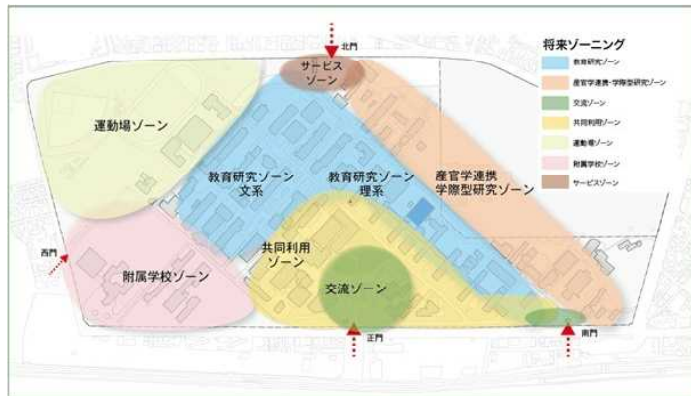 北門
将来ゾーニング
サービス
ゾーン
教育研究ゾーン
産官学連携・学際型研究ゾーン
交流ゾーン
共同利用ゾーン
運動場ゾーン
附属学校ゾーン
サービスゾーン
運動場ゾーン
教育研究ゾーン
文系
教育研究ゾーン
理系
産官学連携
学際型研究ゾーン
共同利用
ゾーン
西門
附属学校ゾーン
交流ゾーン
正門
南門